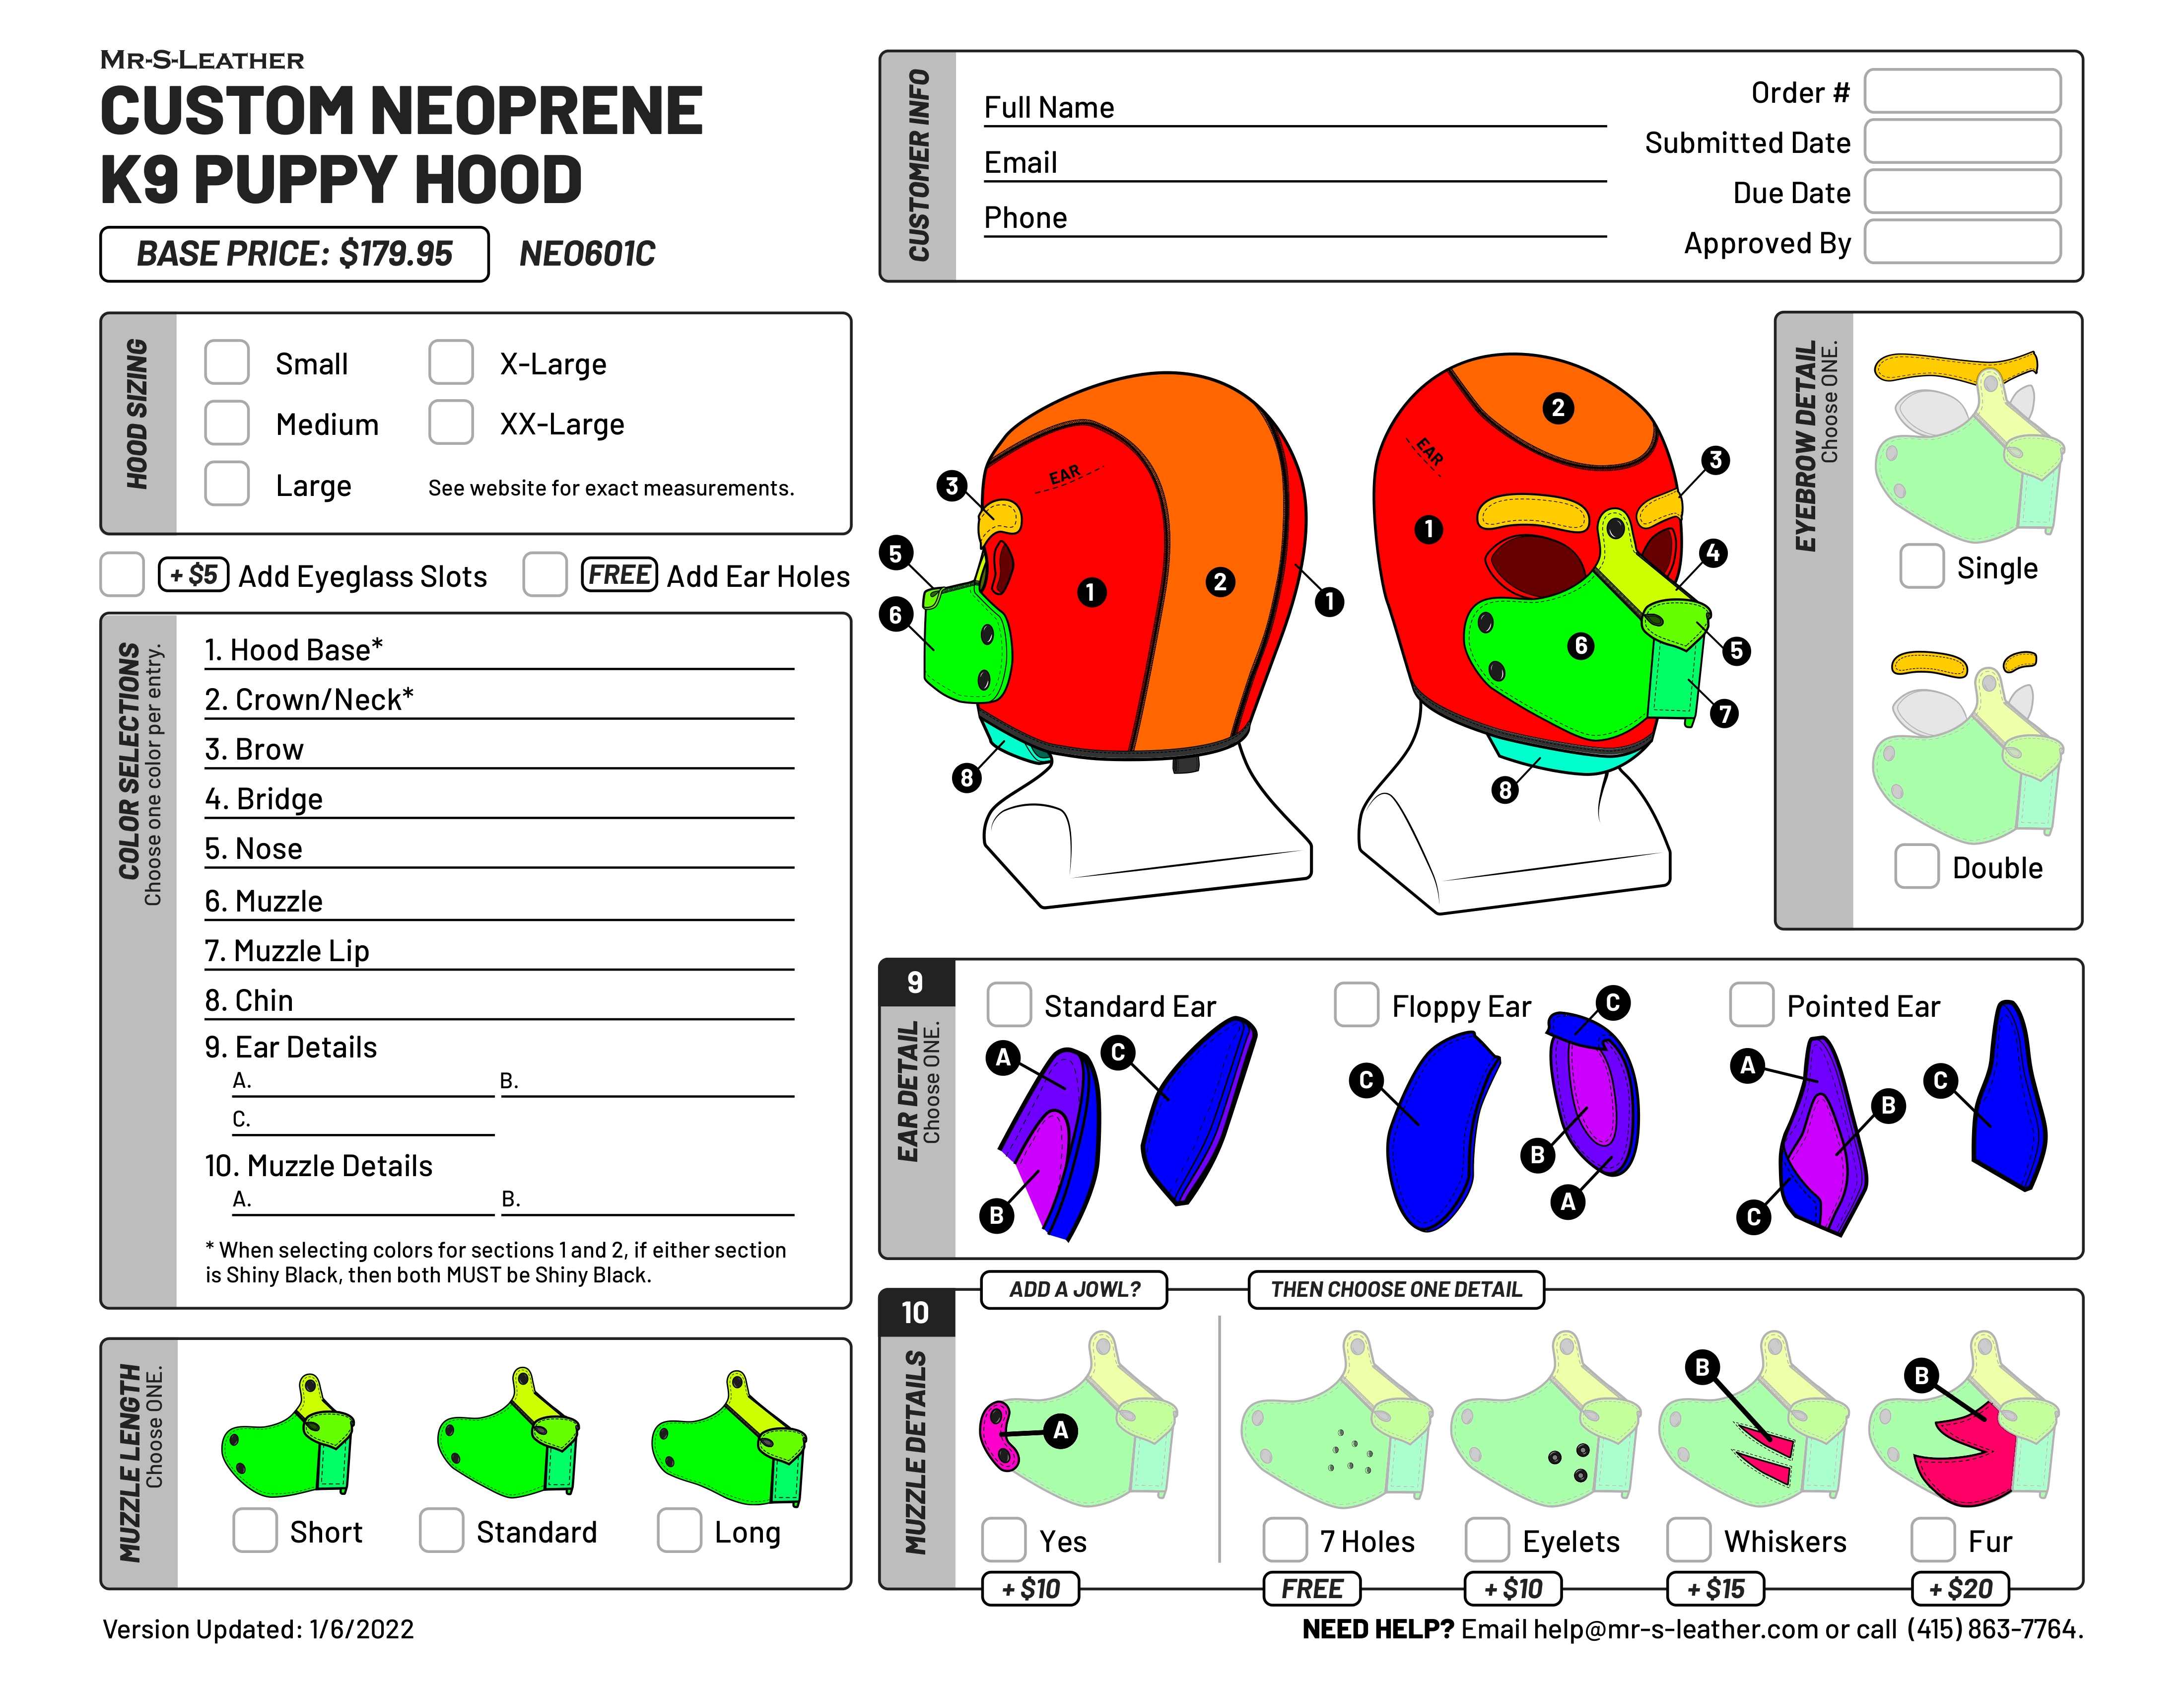 MR-S-LEATHER
CUSTOM NEOPRENE
K9 PUPPY HOOD
BASE PRICE: $179.95
NEO601C
CUSTOMER INFO
Full Name
Email
Phone
Order #
Submitted Date
Due Date
Approved By
HOOD SIZING
Small
Medium
Large
X-Large
XX-Large
See website for exact measurements.
+ $5 Add Eyeglass Slots
FREE Add Ear Holes
COLOR SELECTIONS
Choose one color per entry.
1. Hood Base*
2. Crown/Neck*
3. Brow
4. Bridge
5. Nose
6. Muzzle
7. Muzzle Lip
8. Chin
9. Ear Details
A.
B.
C.
10. Muzzle Details
A.
B.
* When selecting colors for sections 1 and 2, if either section
is Shiny Black, then both MUST be Shiny Black.
MUZZLE LENGTH
Choose ONE.
Short
Standard
Long
EAR
3
5
6
1
2
1
8
EAR
2
3
1
4
6
5
7
8
EYEBROW DETAIL
Choose ONE.
Single
Double
9
EAR DETAIL
Choose ONE.
Standard Ear
A
C
B
Floppy Ear
C
C
B
A
Pointed Ear
A
B
C
C
10
MUZZLE DETAILS
ADD A JOWL?
A
Yes
+ $10
THEN CHOOSE ONE DETAIL
7 Holes
FREE
Eyelets
+ $10
B
Whiskers
+ $15
B
Fur
+ $20
Version Updated: 1/6/2022
NEED HELP? Email help@mr-s-leather.com or call (415) 863-7764.